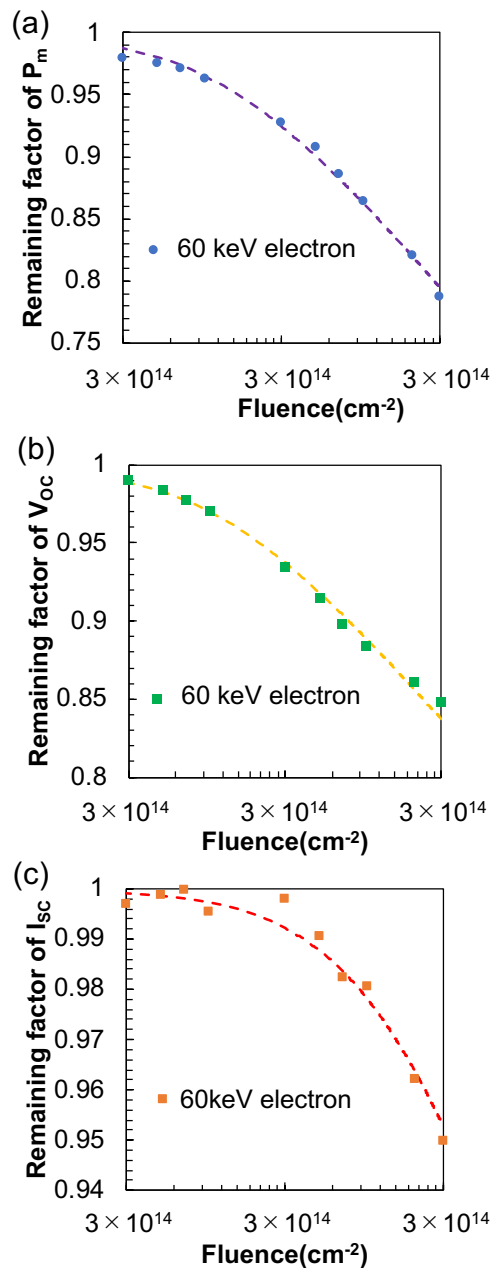 (a)
Remaining factor of Pₘ
1
0.95
0.9
0.85
0.8
0.75
60 keV electron
3 × 10¹⁴ 3 × 10¹⁴ 3 × 10¹⁴
Fluence(cm⁻²)
(b)
Remaining factor of V_OC
1
0.95
0.9
0.85
0.8
60 keV electron
3 × 10¹⁴ 3 × 10¹⁴ 3 × 10¹⁴
Fluence(cm⁻²)
(c)
Remaining factor of I_SC
1
0.99
0.98
0.97
0.96
0.95
0.94
60keV electron
3 × 10¹⁴ 3 × 10¹⁴ 3 × 10¹⁴
Fluence(cm⁻²)